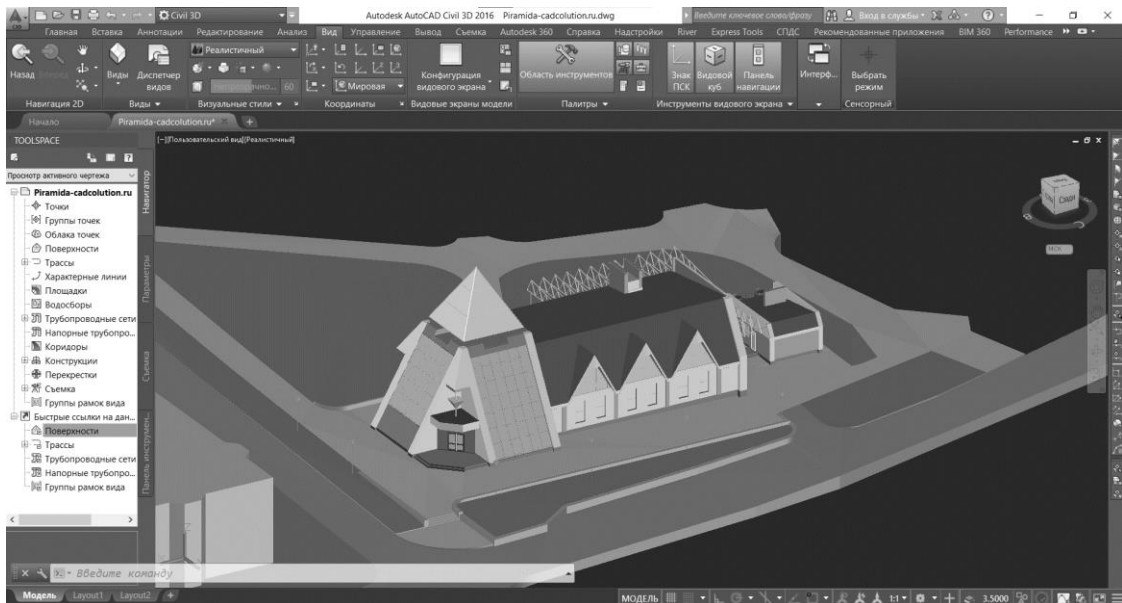 Civil 3D
Autodesk AutoCAD Civil 3D 2016 Piramida-cadcolution.ru.dwg
Введите ключевое слово/фразу
Вход в службы
Главная Вставка Аннотации Редактирование Анализ Вид Управление Вывод Съемка Autodesk 360 Справка Надстройки River Express Tools СПДС Рекомендованные приложения BIM 360 Performance
Назад Вперед
Виды Диспетчер видов
Реалистичный
60
Мировая
Конфигурация видового экрана
Область инструментов
Знак ПСК
Видовой куб
Панель навигации
Интерф...
Выбрать режим
Навигация 2D Виды Визуальные стили Координаты Видовые экраны модели Палитры Инструменты видового экрана Сенсорный
Начало Piramida-cadcolution.ru*
TOOLSPACE
[−][Пользовательский вид][Реалистичный]
Просмотр активного чертежа
Piramida-cadcolution.ru
Точки
Группы точек
Облака точек
Поверхности
Трассы
Характерные линии
Площадки
Водосборы
Трубопроводные сети
Напорные трубопро...
Коридоры
Конструкции
Перекрестки
Съемка
Группы рамок вида
Быстрые ссылки на дан...
Поверхности
Трассы
Трубопроводные сети
Напорные трубопро...
Группы рамок вида
Навигатор
Параметры
Съемка
Панель инструмен...
МСК
Введите команду
Модель Layout1 Layout2
МОДЕЛЬ 1:1 3.5000